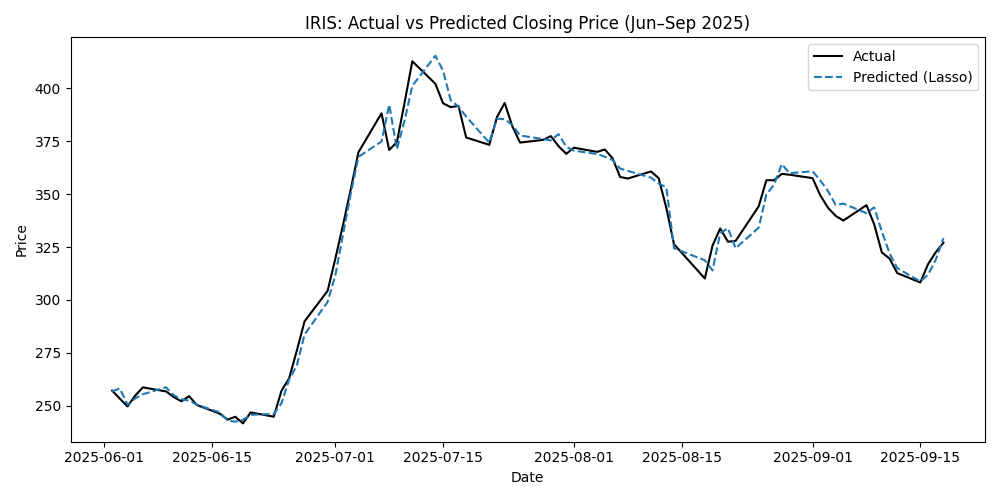 IRIS: Actual vs Predicted Closing Price (Jun–Sep 2025)
Actual
Predicted (Lasso)
Price
400
375
350
325
300
275
250
2025-06-01 2025-06-15 2025-07-01 2025-07-15 2025-08-01 2025-08-15 2025-09-01 2025-09-15
Date